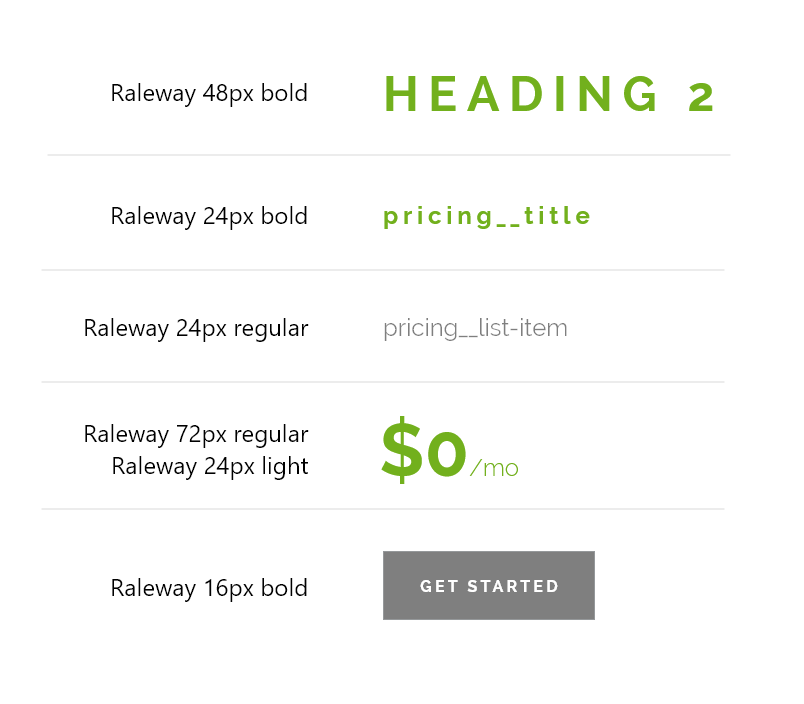 Raleway 48px bold
HEADING 2
Raleway 24px bold
pricing__title
Raleway 24px regular
pricing__list-item
Raleway 72px regular
Raleway 24px light
$0/mo
Raleway 16px bold
GET STARTED